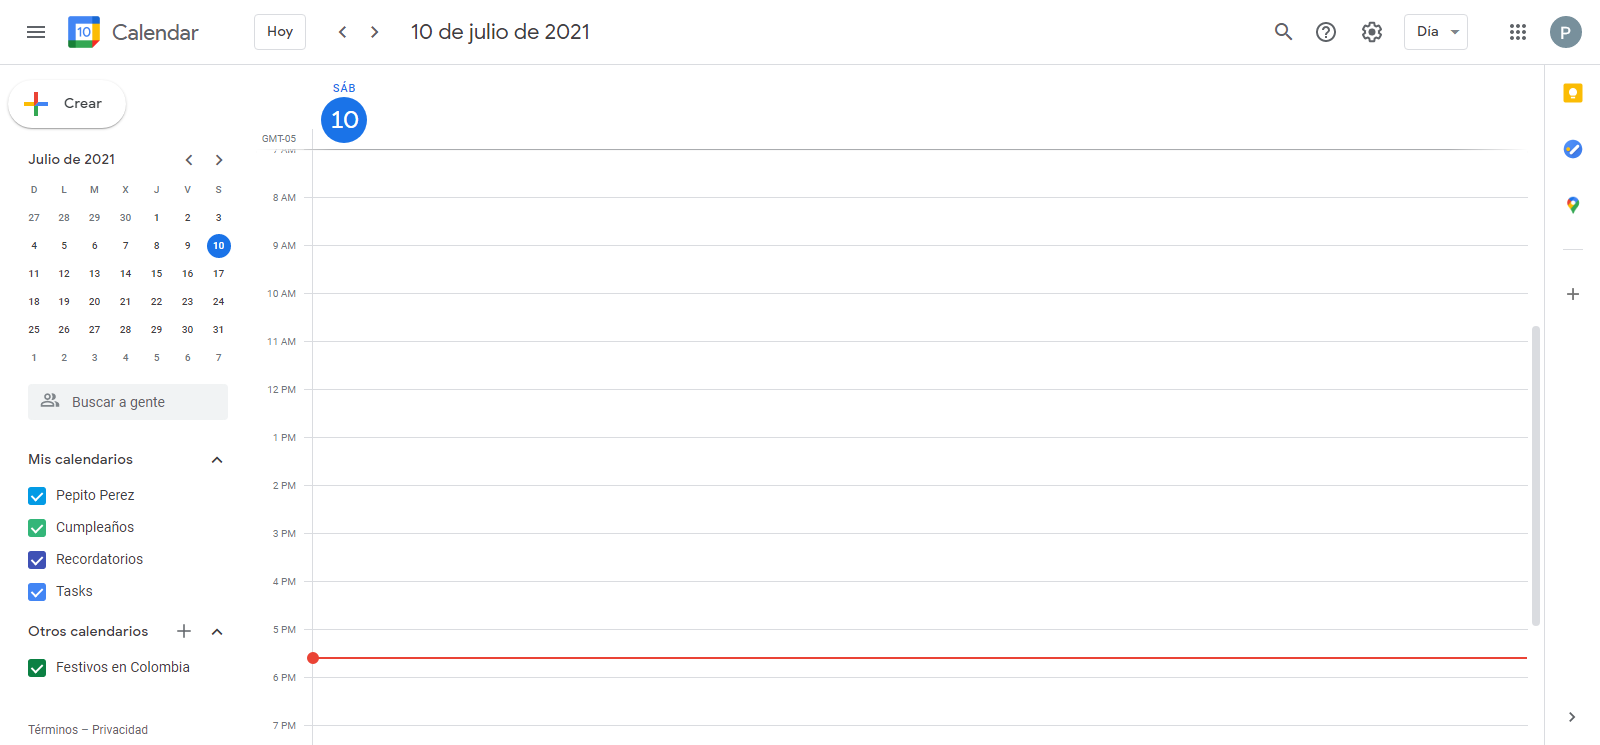 10 Calendar Hoy 10 de julio de 2021 Día P
Crear
SÁB
10
GMT-05
Julio de 2021
D L M X J V S
27 28 29 30 1 2 3
4 5 6 7 8 9 10
11 12 13 14 15 16 17
18 19 20 21 22 23 24
25 26 27 28 29 30 31
1 2 3 4 5 6 7
Buscar a gente
Mis calendarios
Pepito Perez
Cumpleaños
Recordatorios
Tasks
Otros calendarios
Festivos en Colombia
Términos – Privacidad
7 AM
8 AM
9 AM
10 AM
11 AM
12 PM
1 PM
2 PM
3 PM
4 PM
5 PM
6 PM
7 PM